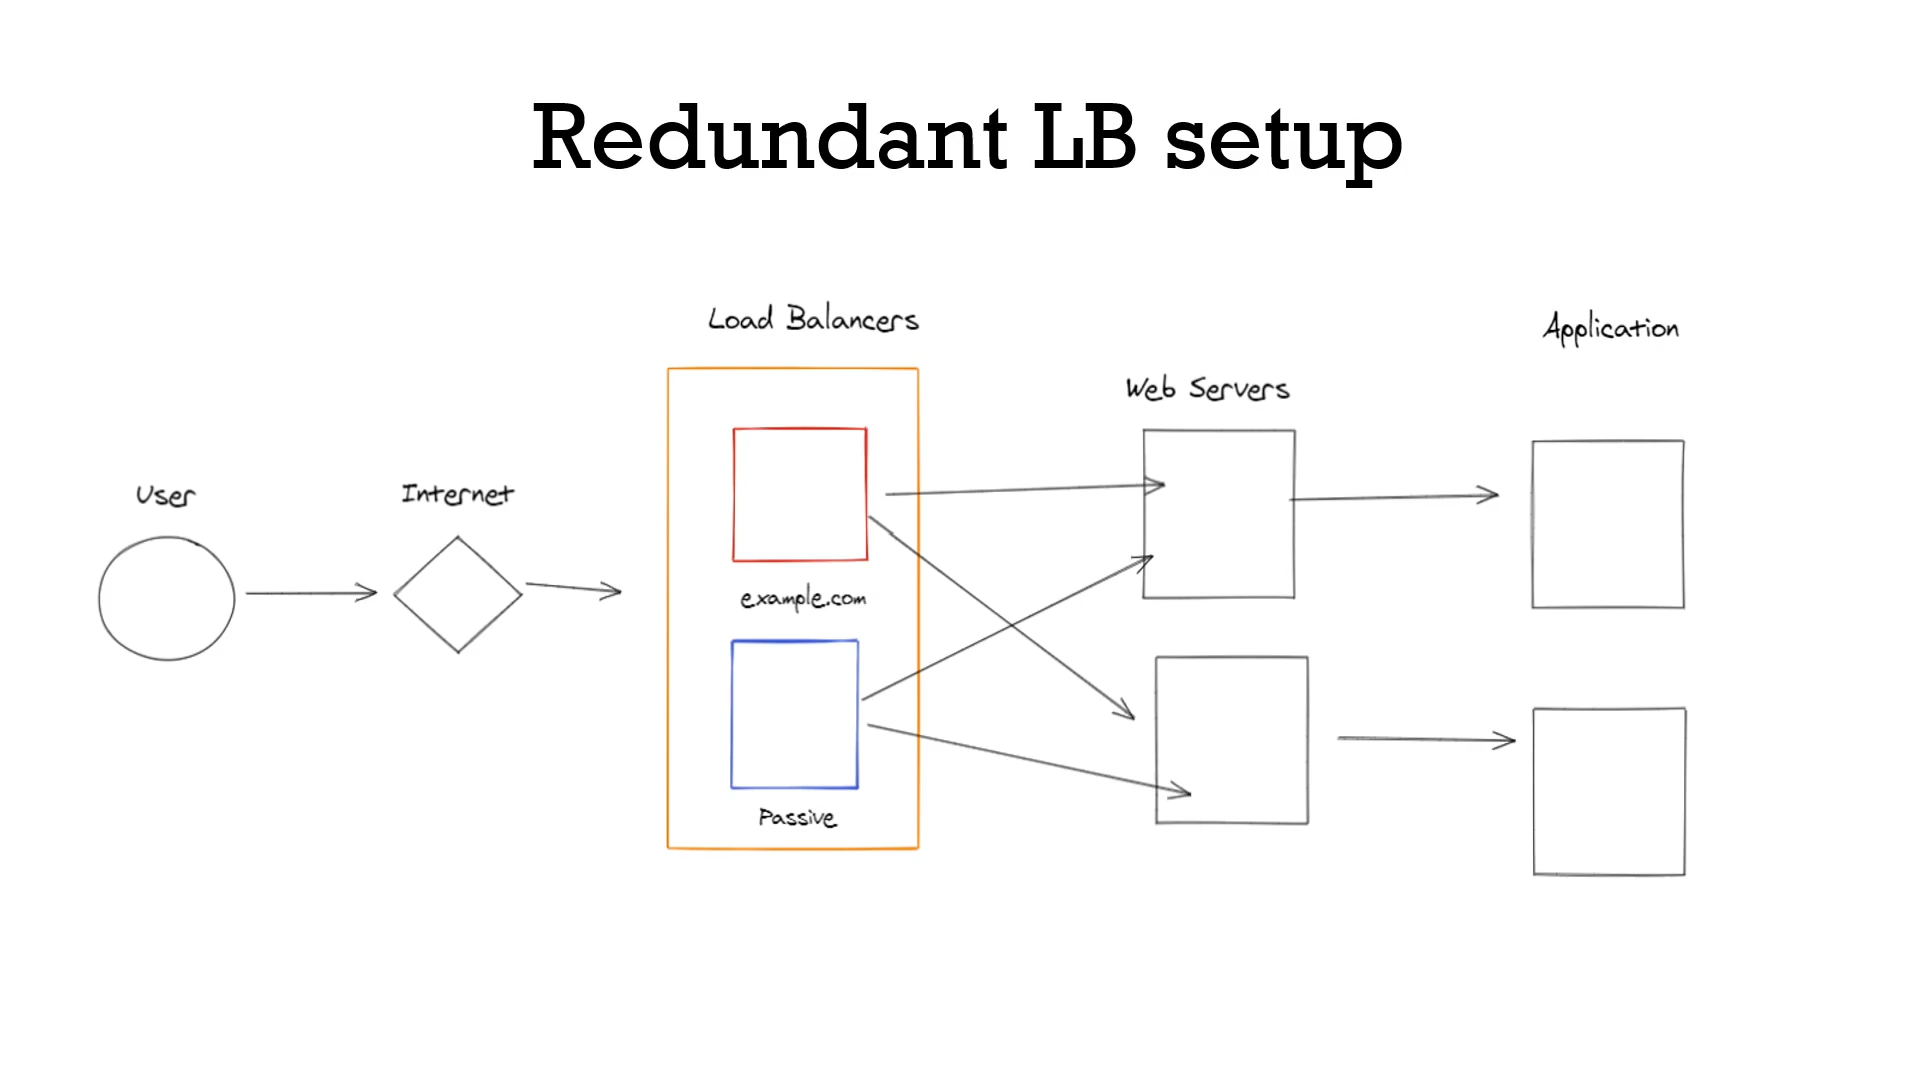 Redundant LB setup
Load Balancers
Application
Web Servers
User
Internet
example.com
Passive